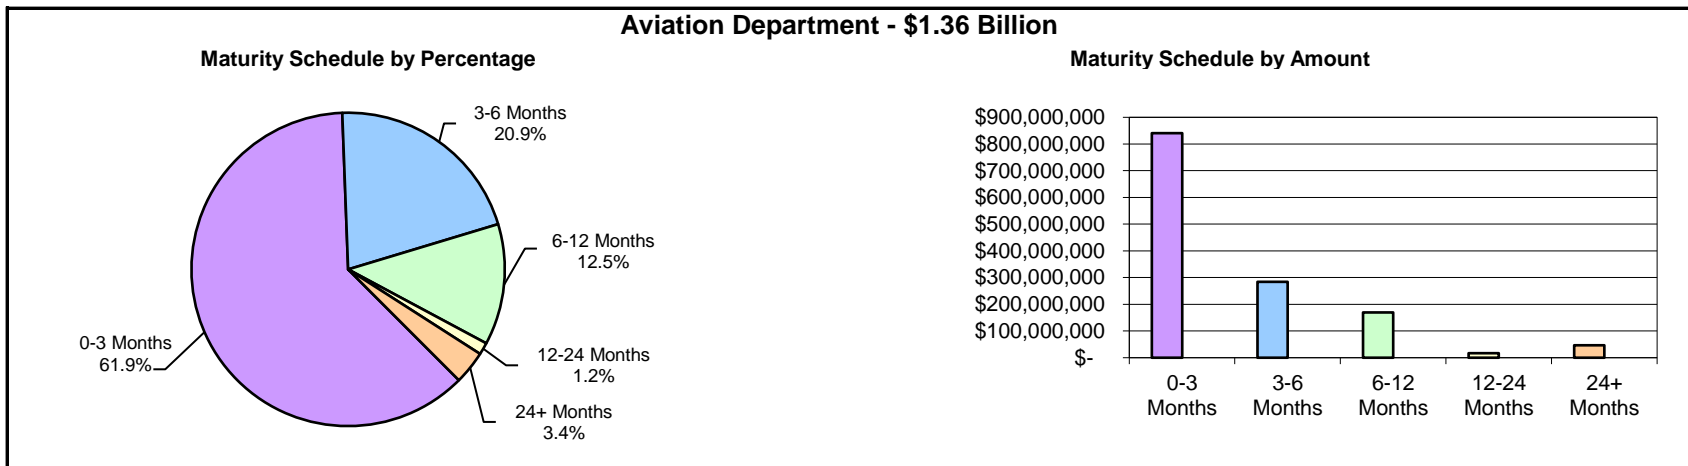 Aviation Department - $1.36 Billion
Maturity Schedule by Percentage
3-6 Months
20.9%
6-12 Months
12.5%
0-3 Months
61.9%
12-24 Months
1.2%
24+ Months
3.4%
Maturity Schedule by Amount
$900,000,000
$800,000,000
$700,000,000
$600,000,000
$500,000,000
$400,000,000
$300,000,000
$200,000,000
$100,000,000
$-
0-3
Months
3-6
Months
6-12
Months
12-24
Months
24+
Months